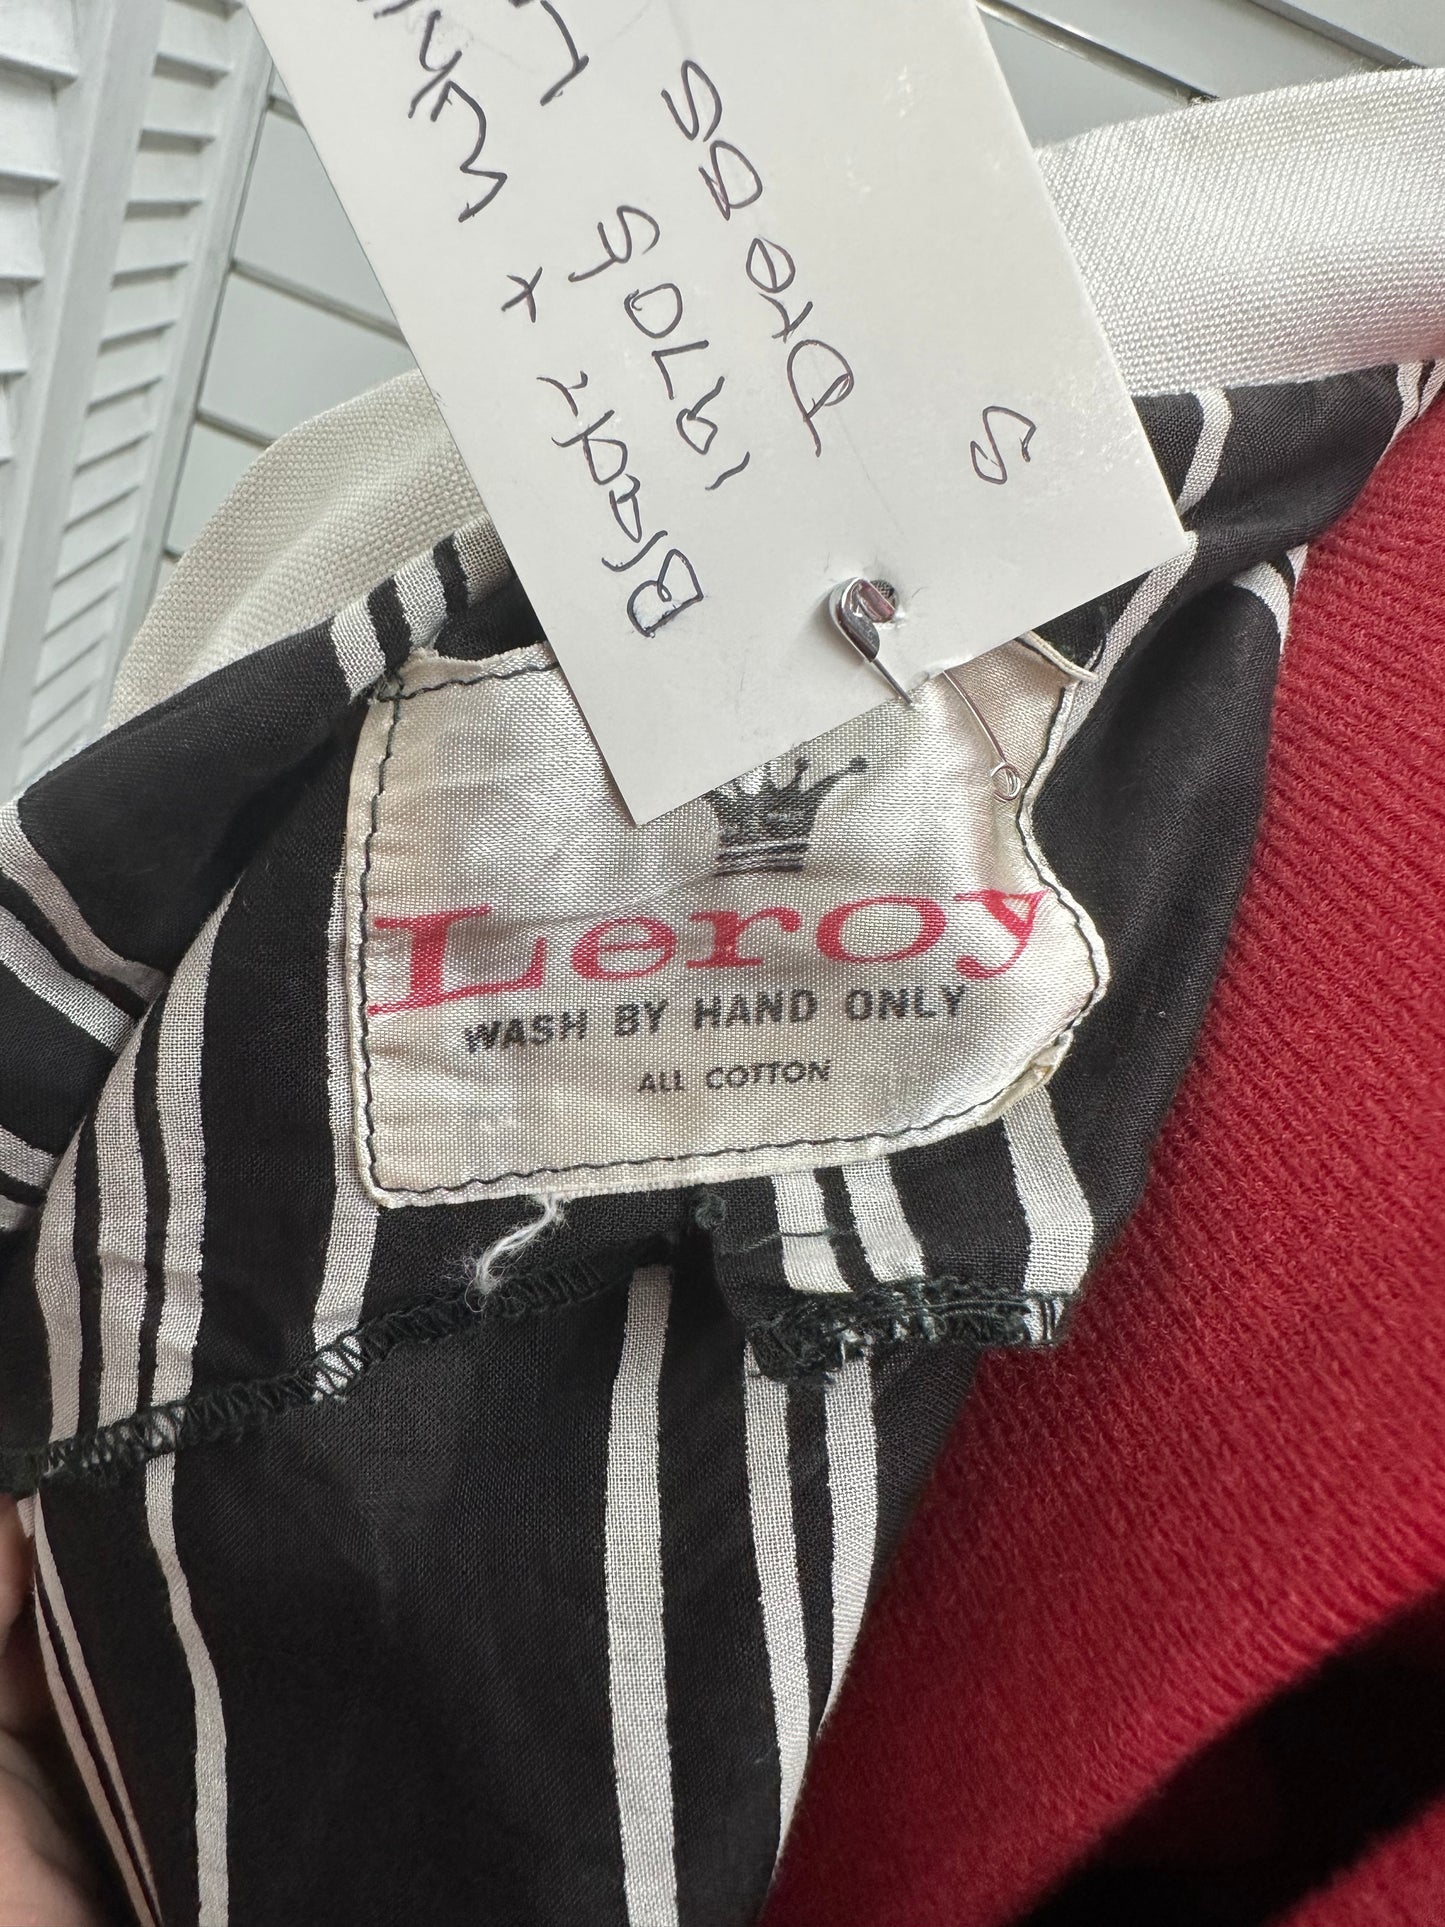 S
Dress
1970s
Black +
Leroy
WASH BY HAND ONLY
ALL COTTON